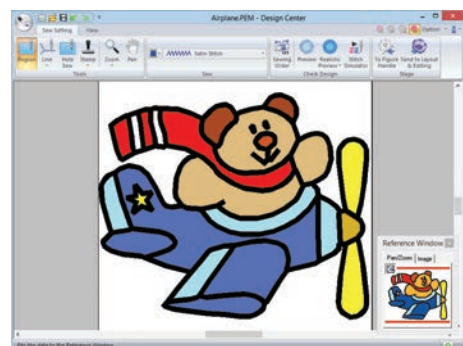 Airplane.PEM - Design Center
Sew Setting View Option
Region Line Hole Sew Stamp Zoom Pan
Satin Stitch
Sewing Order Preview Realistic Preview Stitch Simulator
To Figure Handle Send to Layout & Editing
Tools Sew Check Design Stage
Reference Window
Pan/Zoom Image